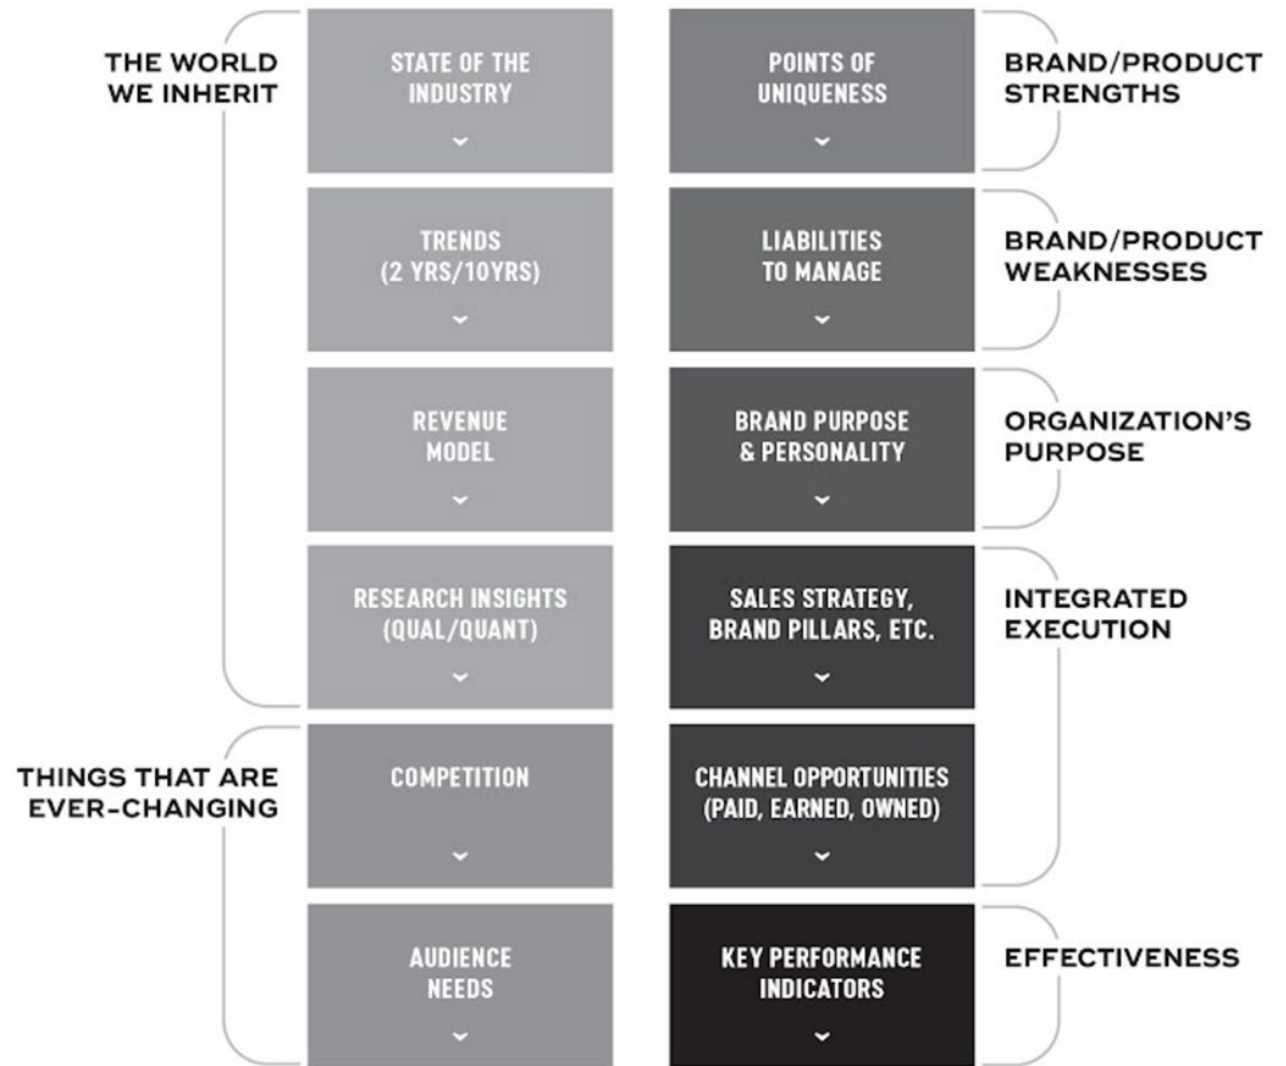 THE WORLD
WE INHERIT
STATE OF THE
INDUSTRY
TRENDS
(2 YRS/10YRS)
REVENUE
MODEL
RESEARCH INSIGHTS
(QUAL/QUANT)
THINGS THAT ARE
EVER-CHANGING
COMPETITION
AUDIENCE
NEEDS
POINTS OF
UNIQUENESS
BRAND/PRODUCT
STRENGTHS
LIABILITIES
TO MANAGE
BRAND/PRODUCT
WEAKNESSES
BRAND PURPOSE
& PERSONALITY
ORGANIZATION’S
PURPOSE
SALES STRATEGY,
BRAND PILLARS, ETC.
INTEGRATED
EXECUTION
CHANNEL OPPORTUNITIES
(PAID, EARNED, OWNED)
KEY PERFORMANCE
INDICATORS
EFFECTIVENESS